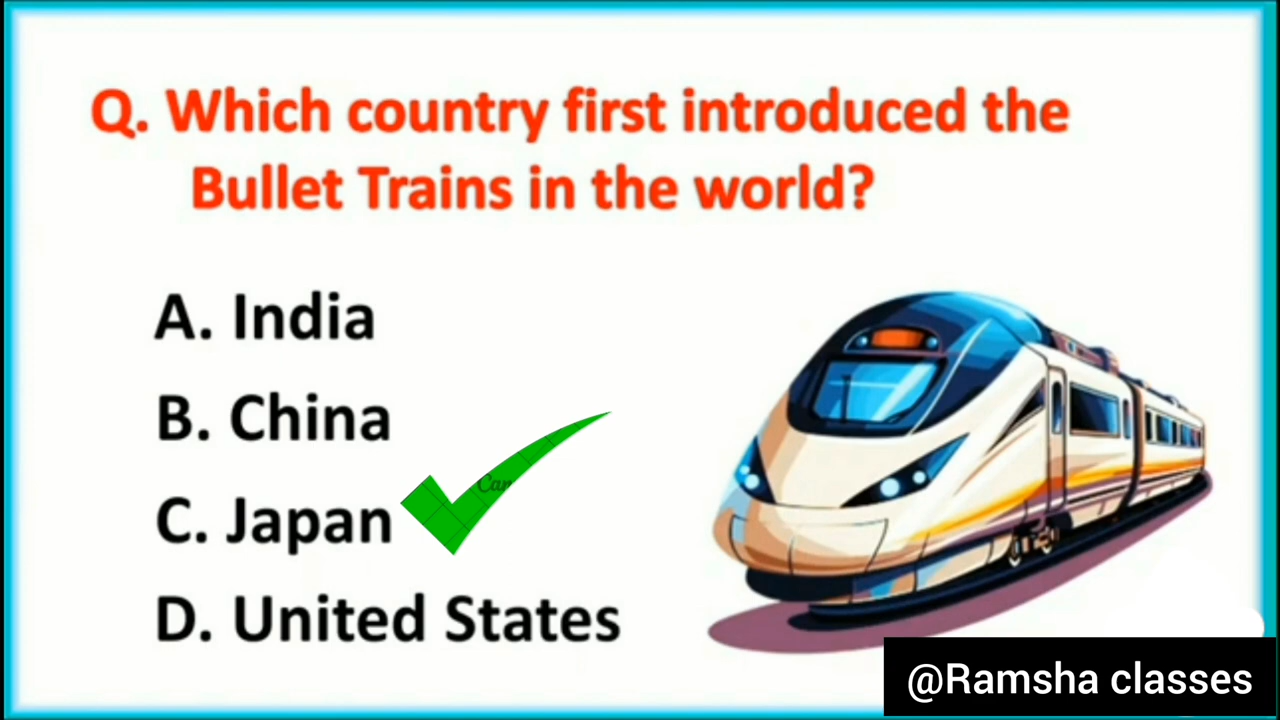 Q. Which country first introduced the
Bullet Trains in the world?
A. India
B. China
C. Japan
D. United States
@Ramsha classes